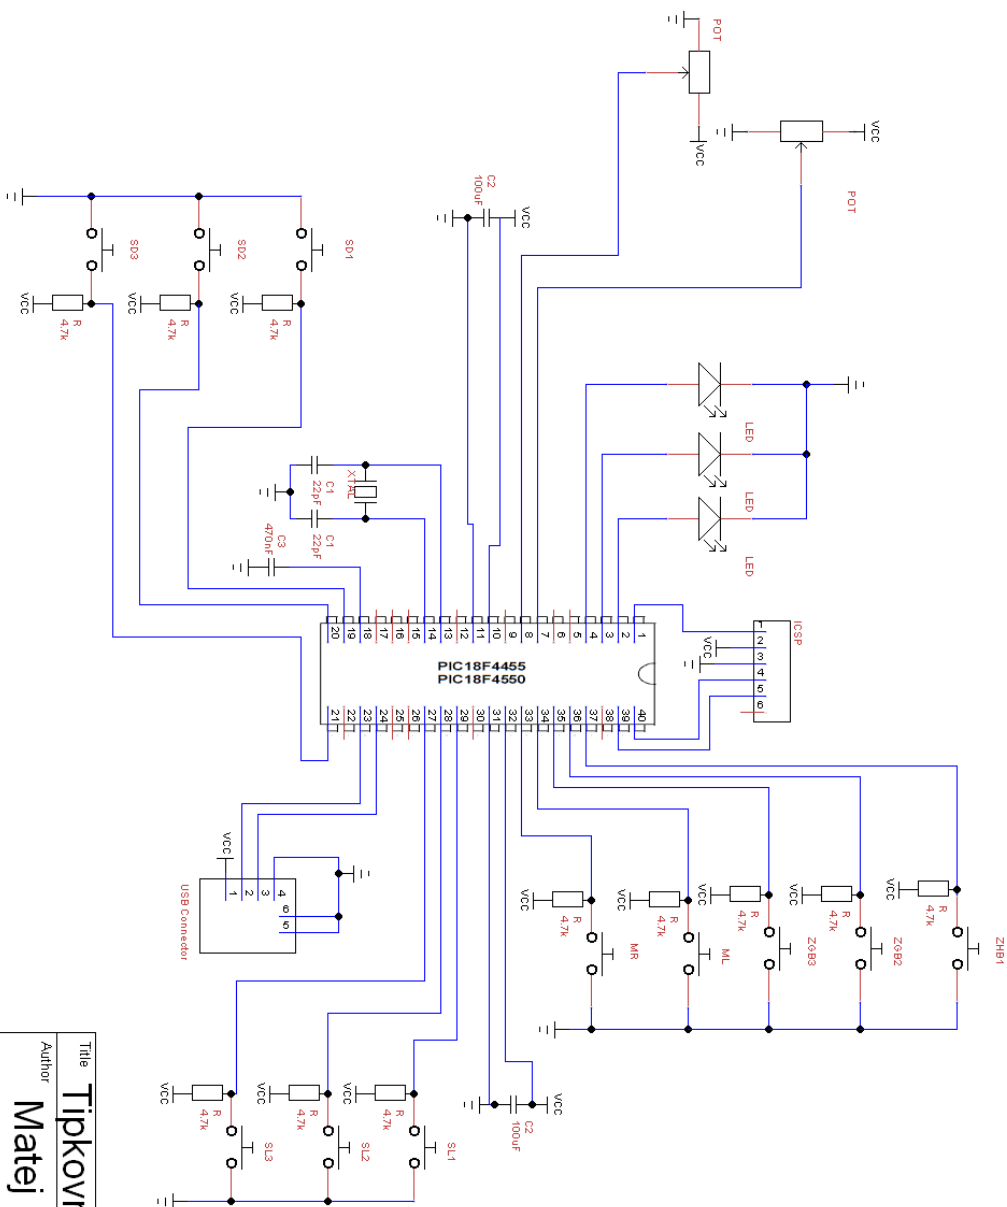 POT
VCC
VCC
POT
C2
100uF
VCC
SD3
SD2
SD1
VCC
R
4.7k
VCC
R
4.7k
VCC
R
4.7k
LED
LED
LED
XTAL
C1
22pF
C1
22pF
C3
470nF
ICSP
1
2
3
4
5
6
VCC
20 19 18 17 16 15 14 13 12 11 10 9 8 7 6 5 4 3 2 1
PIC18F4455
PIC18F4550
21 22 23 24 25 26 27 28 29 30 31 32 33 34 35 36 37 38 39 40
VCC
1 2 3 4
6
5
USB Connector
VCC
R
4.7k
MR
VCC
R
4.7k
ML
VCC
R
4.7k
ZGB3
VCC
R
4.7k
ZGB2
VCC
R
4.7k
ZHB1
VCC
R
4.7k
SL3
VCC
R
4.7k
SL2
VCC
R
4.7k
SL1
C2
100uF
VCC
Title
Author
Matej